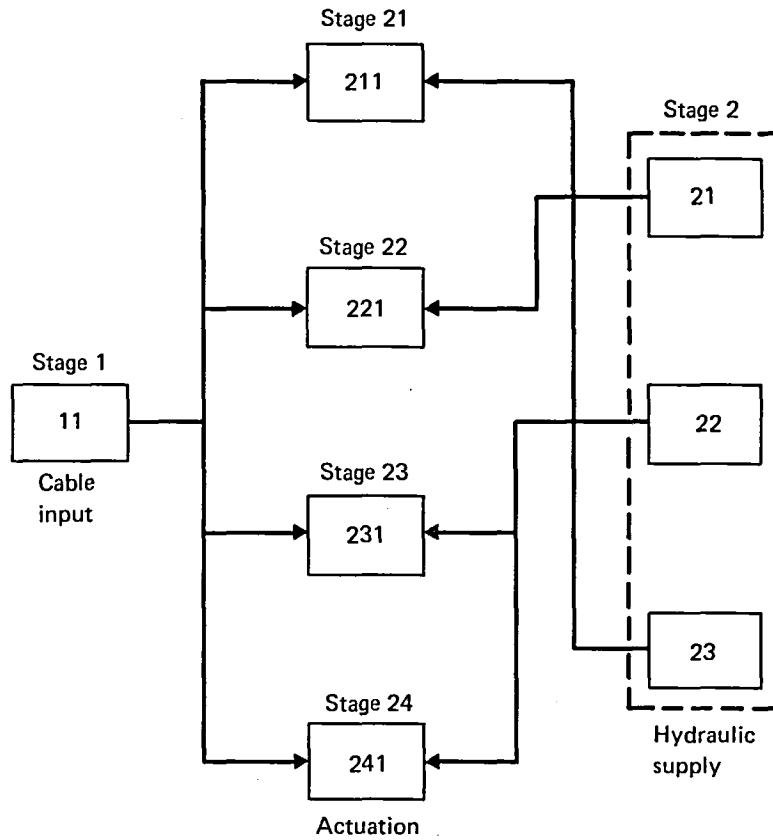 Stage 21
211
Stage 2
21
Stage 22
221
Stage 1
11
Cable
input
22
Stage 23
231
23
Stage 24
241
Hydraulic
supply
Actuation